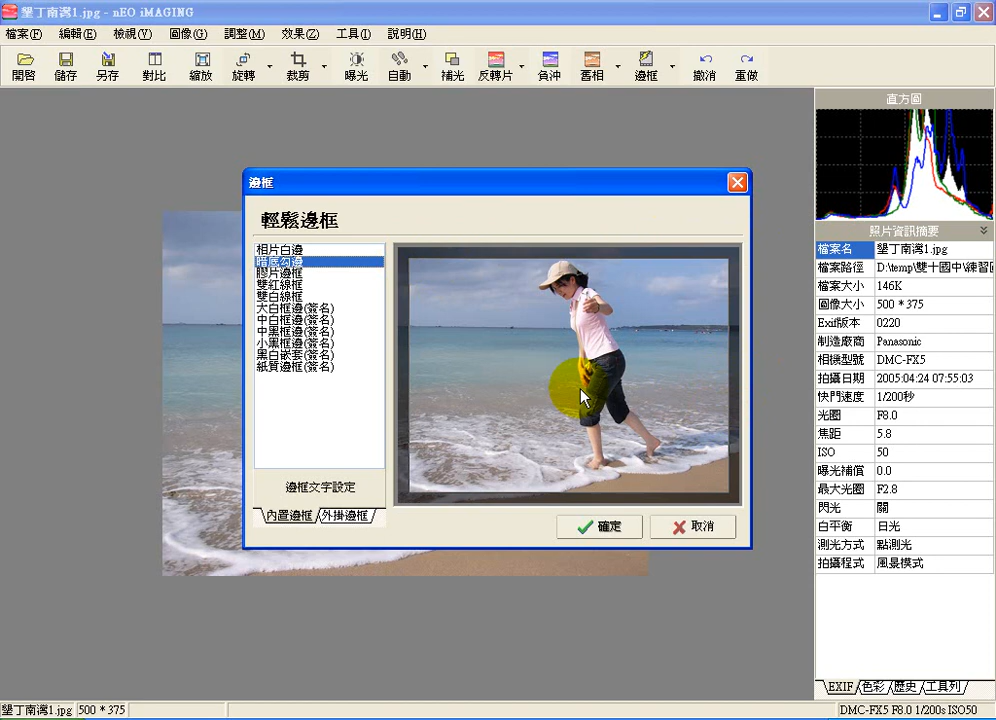 墾丁南灣1.jpg - nEO iMAGING
檔案(F) 編輯(E) 檢視(V) 圖像(G) 調整(M) 效果(Z) 工具(I) 說明(H)
開啓 儲存 另存 對比 縮放 旋轉 裁剪 曝光 自動 補光 反轉片 負沖 舊相 邊框 撤消 重做
直方圖
邊框
輕鬆邊框
相片白邊
暗底勾邊
膠片邊框
雙紅線框
雙白線框
大白框邊(簽名)
中白框邊(簽名)
中黑框邊(簽名)
小黑框邊(簽名)
黑白嵌套(簽名)
紙質邊框(簽名)
邊框文字設定
內置邊框 外掛邊框
確定 取消
照片資訊摘要
檔案名 墾丁南灣1.jpg
檔案路徑 D:\temp\雙十國中\練習
檔案大小 146K
圖像大小 500 * 375
Exif版本 0220
制造廠商 Panasonic
相機型號 DMC-FX5
拍攝日期 2005:04:24 07:55:03
快門速度 1/200秒
光圈 F8.0
焦距 5.8
ISO 50
曝光補償 0.0
最大光圈 F2.8
閃光 關
白平衡 日光
測光方式 點測光
拍攝程式 風景模式
EXIF 色彩 歷史 工具列
墾丁南灣1.jpg 500 * 375
DMC-FX5 F8.0 1/200s ISO50